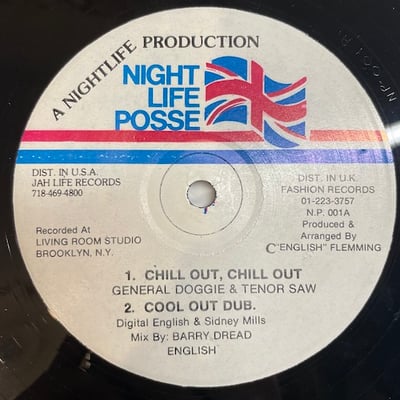 A NIGHTLIFE PRODUCTION
NIGHT
LIFE
POSSE
DIST. IN U.S.A.
JAH LIFE RECORDS
718-469-4800
DIST. IN U.K.
FASHION RECORDS
01-223-3757
N.P. 001A
Produced &
Arranged By
C"ENGLISH" FLEMMING
Recorded At
LIVING ROOM STUDIO
BROOKLYN, N.Y.
1. CHILL OUT, CHILL OUT
GENERAL DOGGIE & TENOR SAW
2. COOL OUT DUB.
Digital English & Sidney Mills
Mix By: BARRY DREAD
ENGLISH